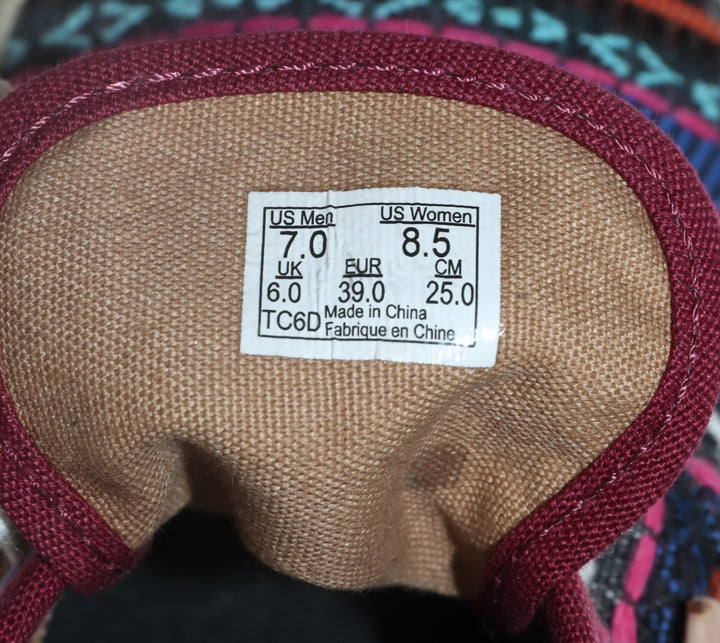 US Men US Women
7.0 8.5
UK EUR CM
6.0 39.0 25.0
TC6D Made in China
Fabrique en Chine